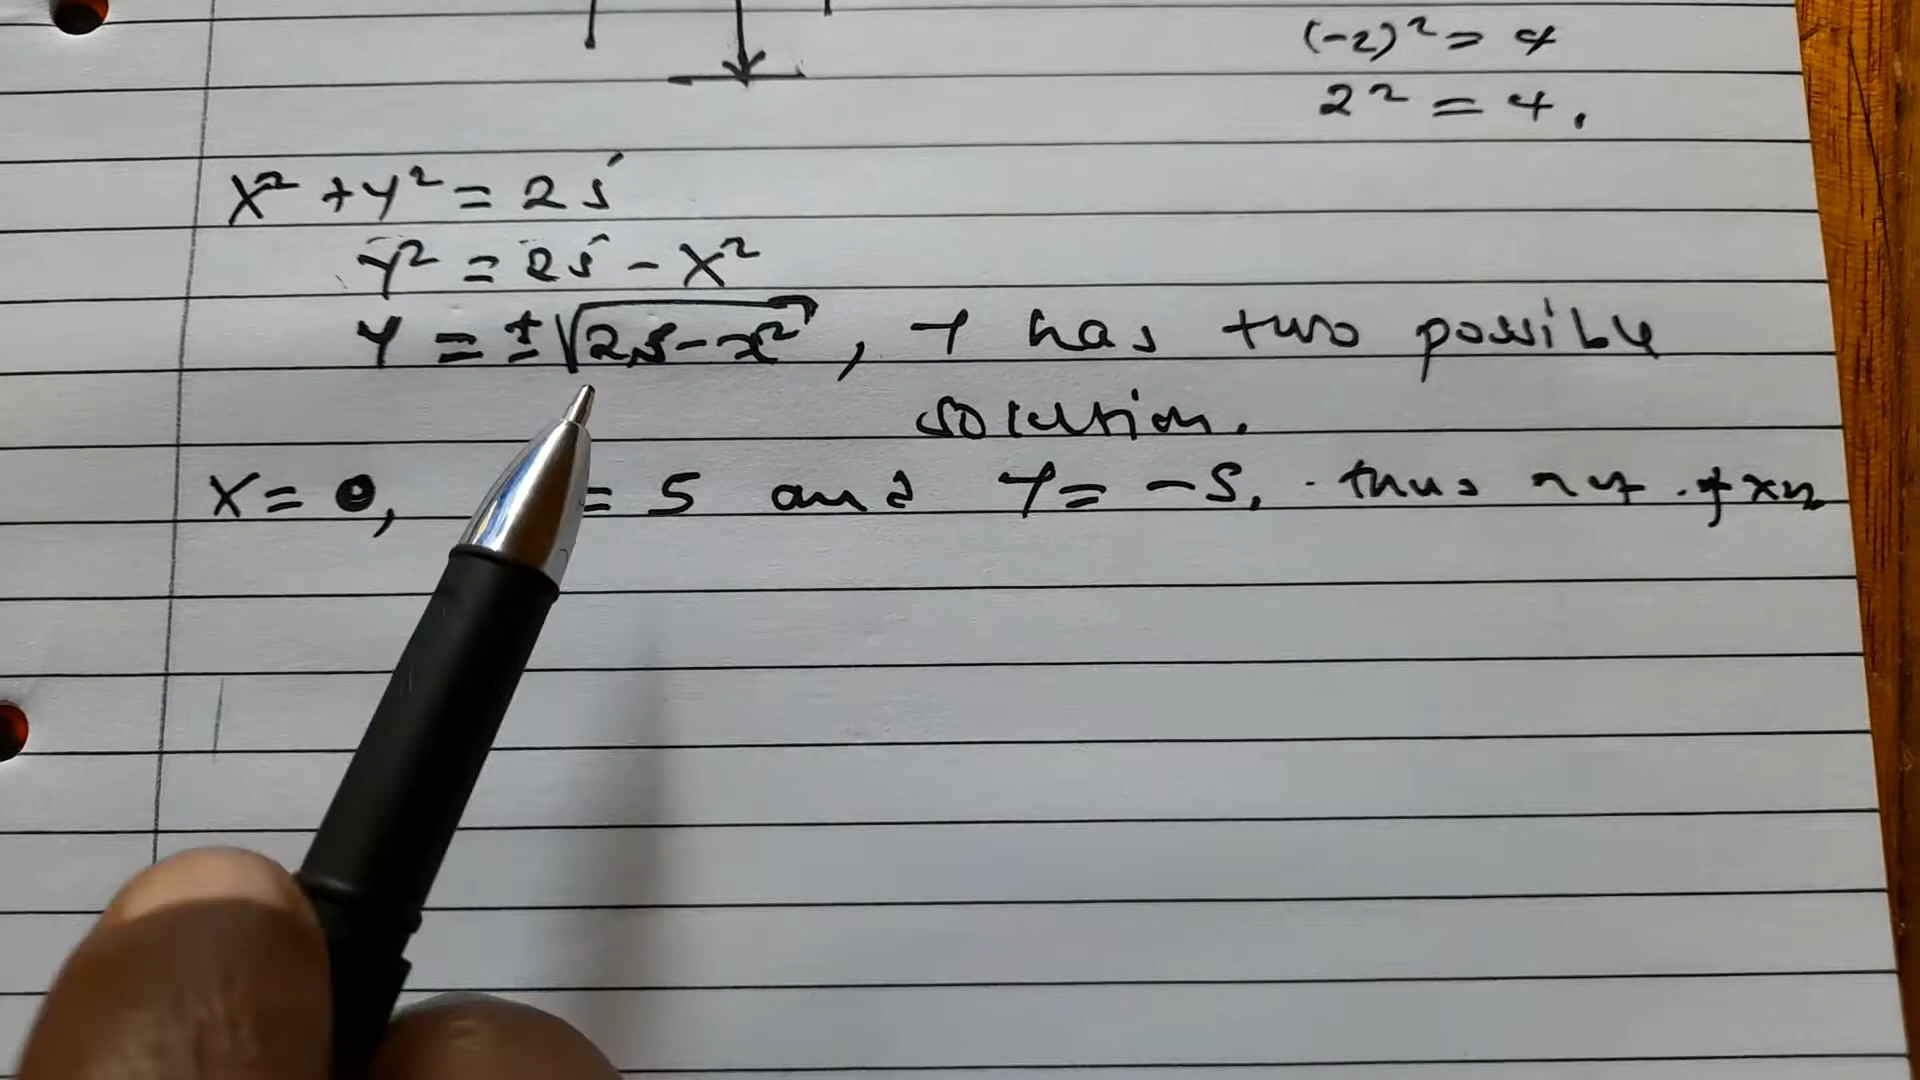 (-2)² = 4
2² = 4.
x² + y² = 25
y² = 25 - x²
y = ±√25-x², y has two possible
solution.
x = 0, = 5 and y = -5. thus